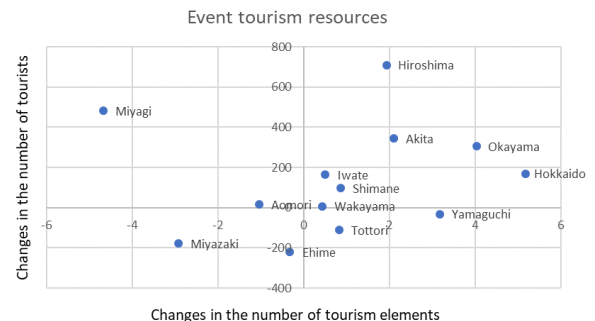 Event tourism resources
800
Hiroshima
600
Miyagi
400
Akita
Okayama
200
Iwate
Hokkaido
Shimane
Aomori
0
Wakayama
Yamaguchi
-6
-4
-2
0
2
4
6
Tottori
Miyazaki
-200
Ehime
-400
Changes in the number of tourists
Changes in the number of tourism elements